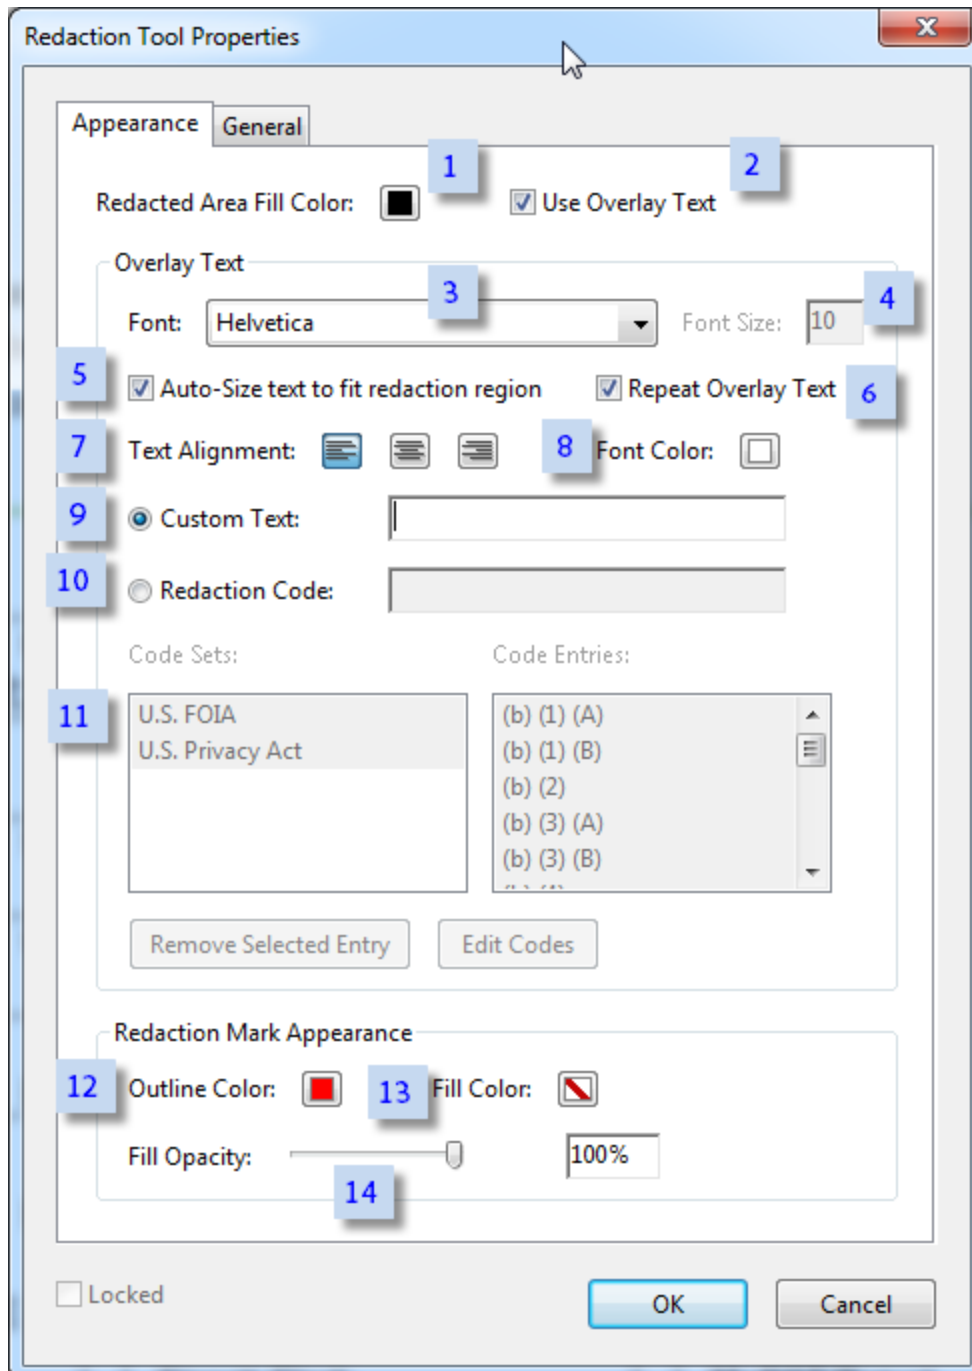 Redaction Tool Properties
Appearance General
1 2
Redacted Area Fill Color: Use Overlay Text
Overlay Text
3 4
Font: Helvetica Font Size: 10
5 Auto-Size text to fit redaction region Repeat Overlay Text 6
7 Text Alignment: 8 Font Color:
9 Custom Text:
10 Redaction Code:
Code Sets: Code Entries:
11 U.S. FOIA (b) (1) (A)
U.S. Privacy Act (b) (1) (B)
(b) (2)
(b) (3) (A)
(b) (3) (B)
Remove Selected Entry Edit Codes
Redaction Mark Appearance
12 Outline Color: 13 Fill Color:
Fill Opacity: 100%
14
Locked OK Cancel